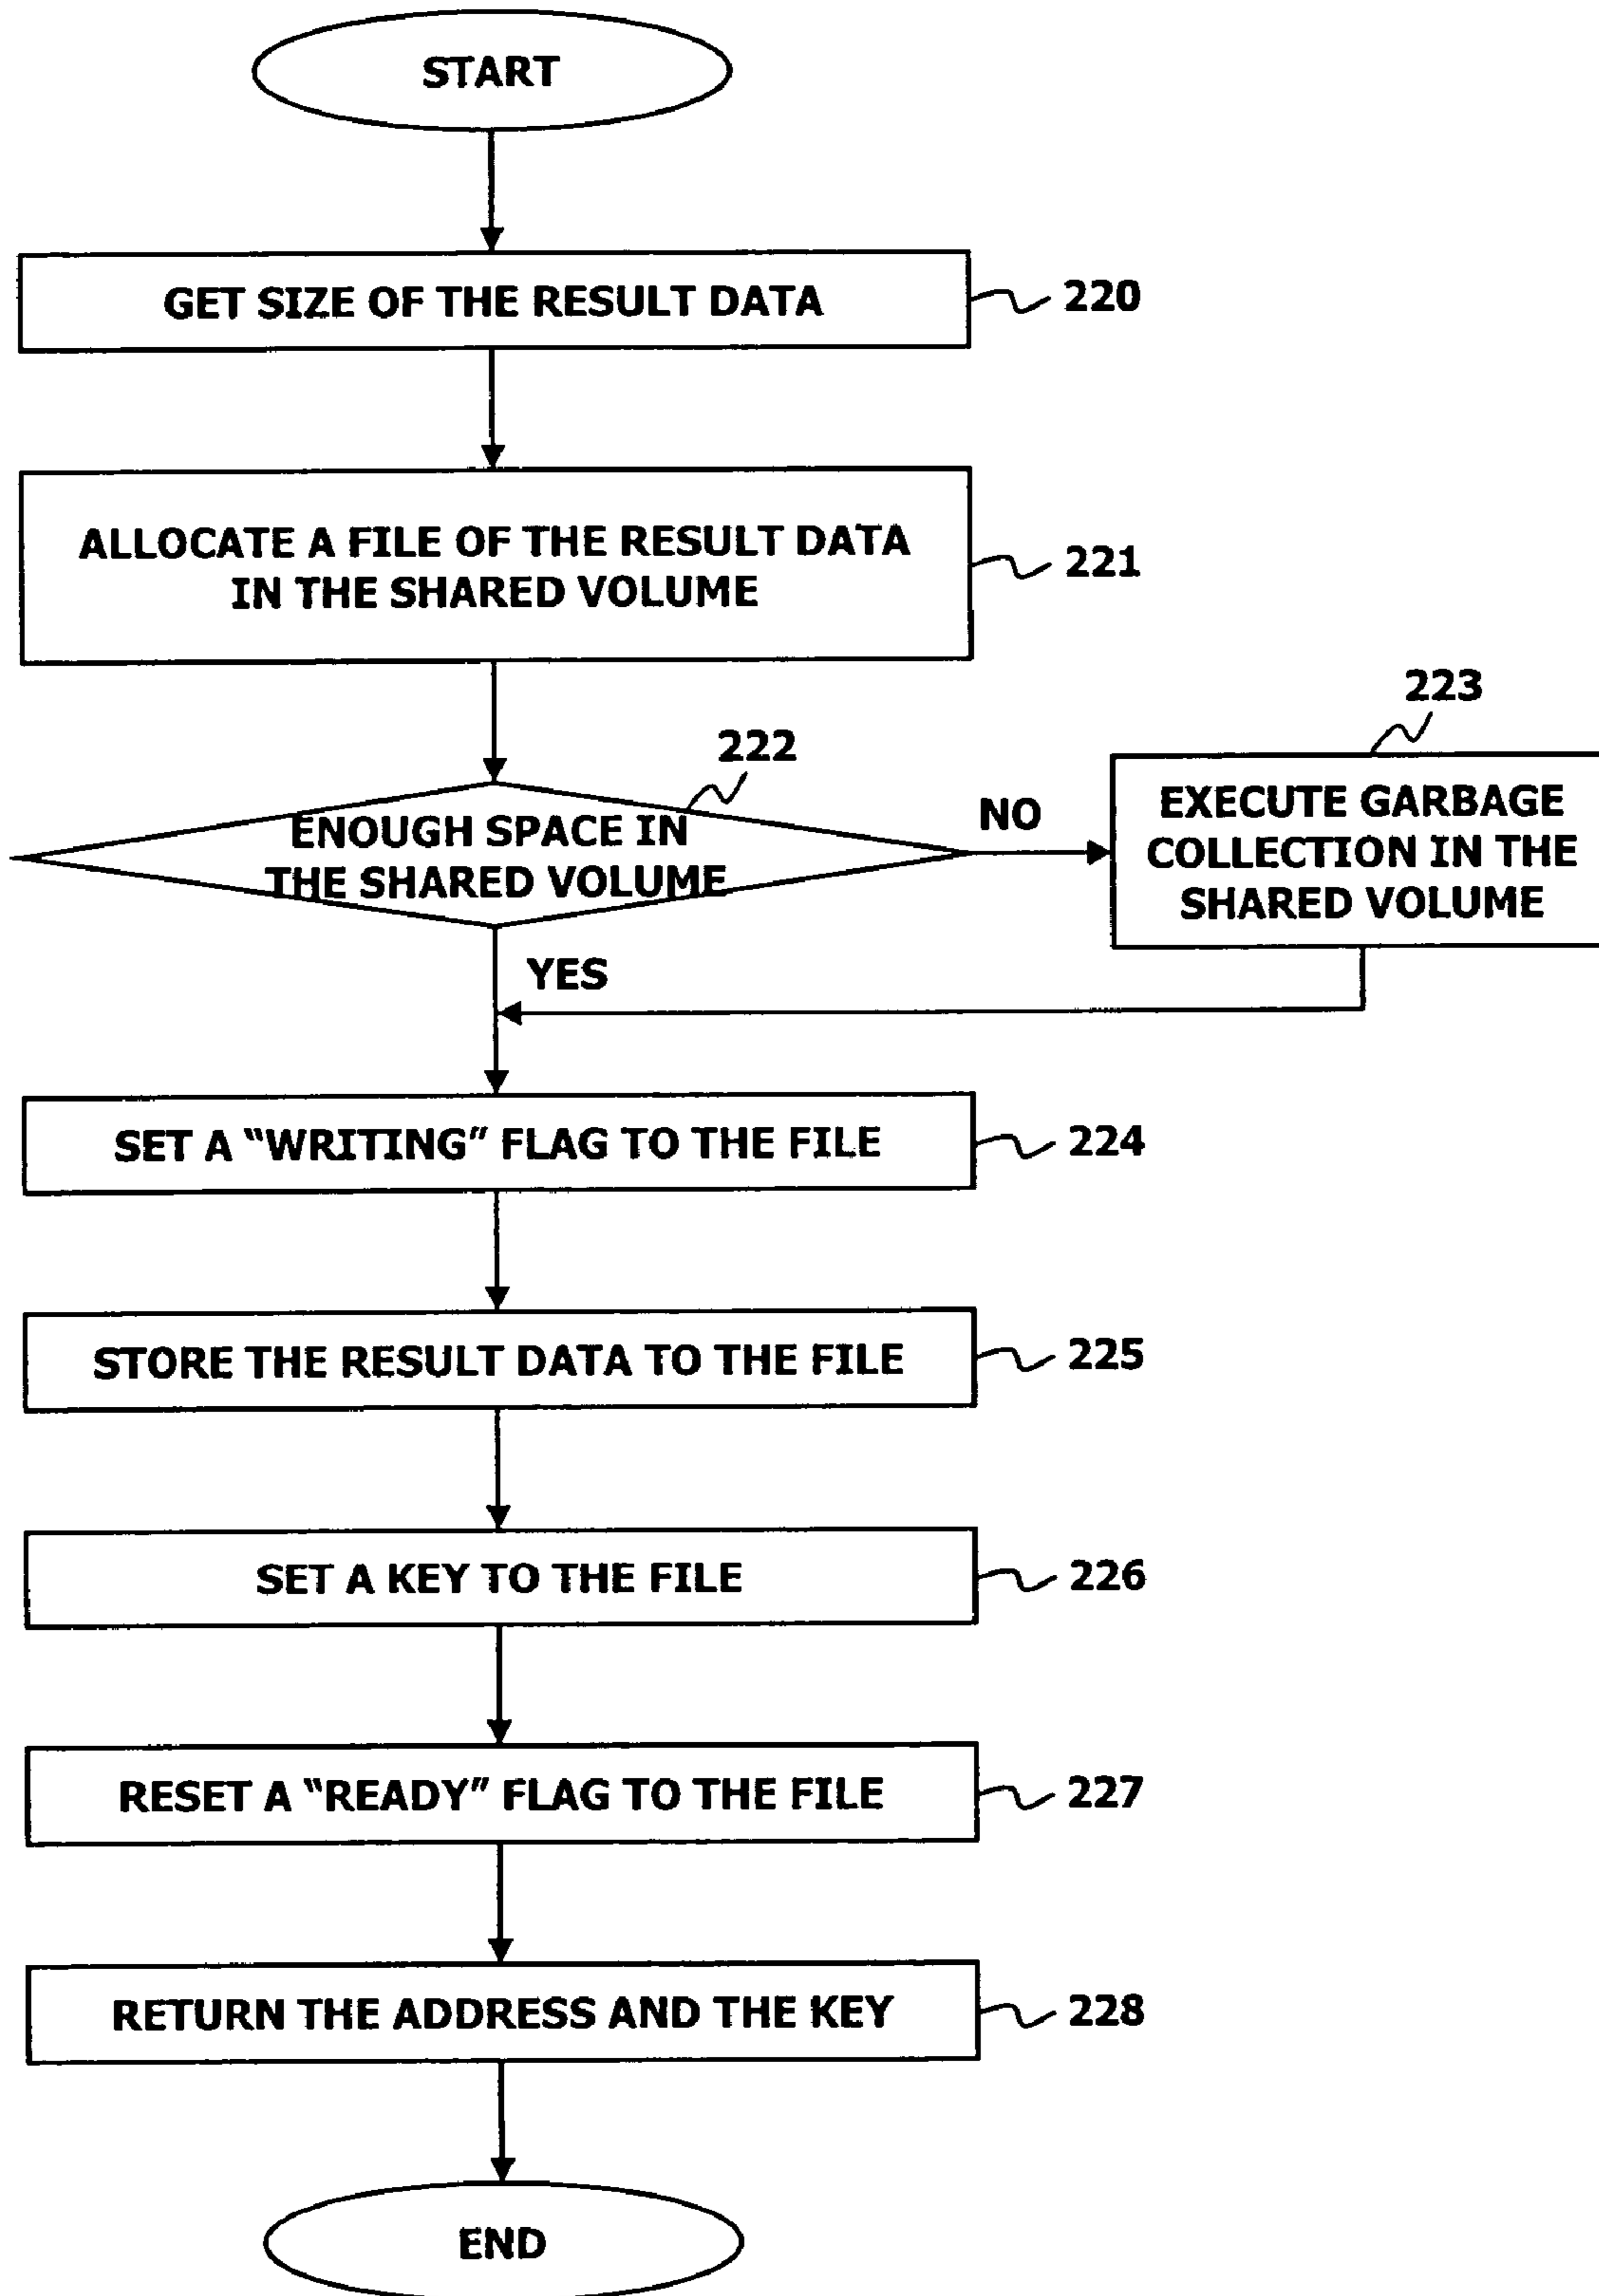 START
GET SIZE OF THE RESULT DATA
220
ALLOCATE A FILE OF THE RESULT DATA
IN THE SHARED VOLUME
221
222
ENOUGH SPACE IN
THE SHARED VOLUME
NO
223
EXECUTE GARBAGE
COLLECTION IN THE
SHARED VOLUME
YES
SET A “WRITING” FLAG TO THE FILE
224
STORE THE RESULT DATA TO THE FILE
225
SET A KEY TO THE FILE
226
RESET A “READY” FLAG TO THE FILE
227
RETURN THE ADDRESS AND THE KEY
228
END